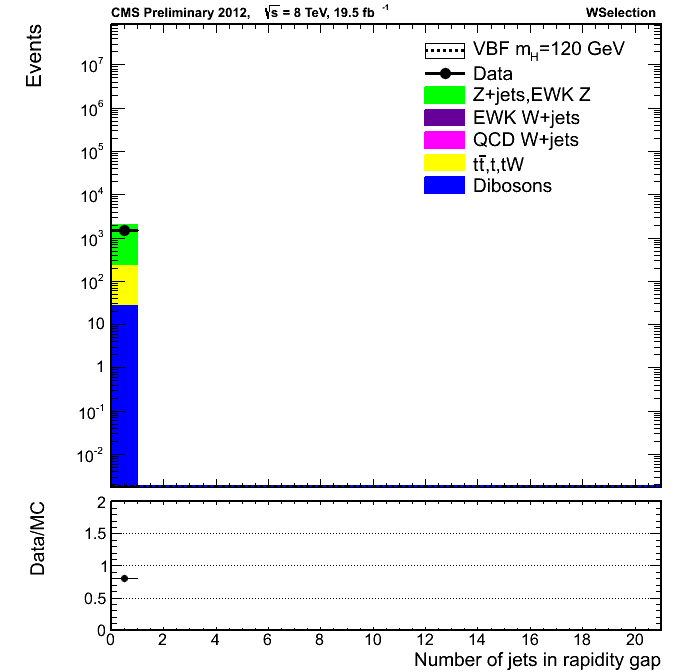 CMS Preliminary 2012, √s = 8 TeV, 19.5 fb⁻¹ WSelection
Events
VBF m_H=120 GeV
Data
Z+jets,EWK Z
EWK W+jets
QCD W+jets
tt̄,t,tW
Dibosons
10⁷
10⁶
10⁵
10⁴
10³
10²
10
1
10⁻¹
10⁻²
Data/MC
2
1.5
1
0.5
0
0 2 4 6 8 10 12 14 16 18 20
Number of jets in rapidity gap